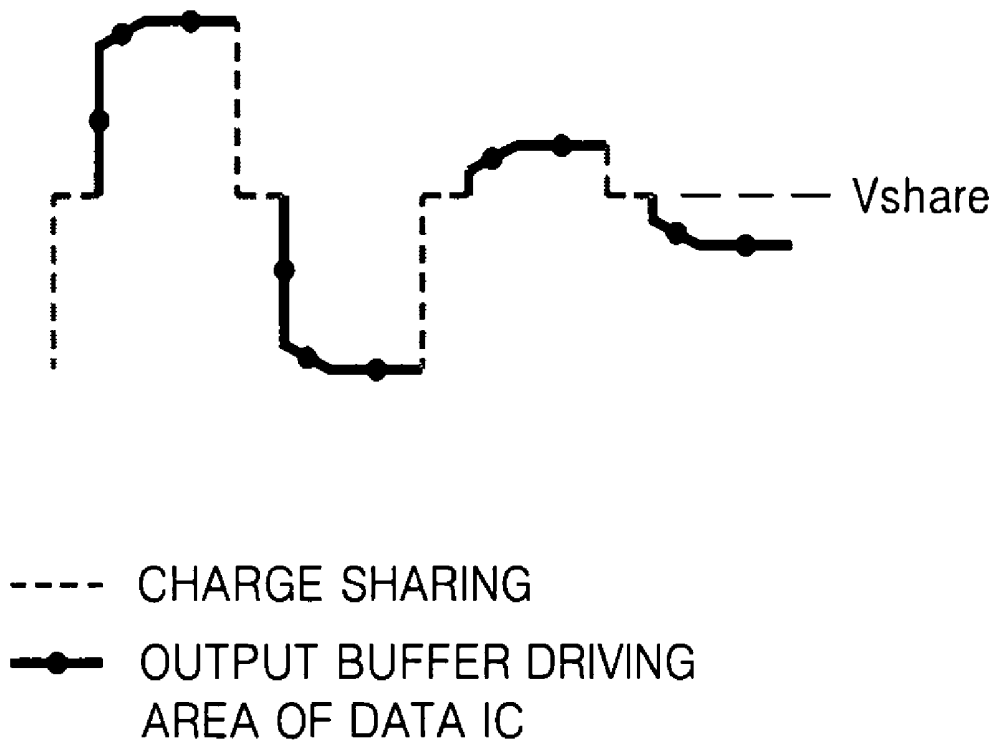 Vshare
CHARGE SHARING
OUTPUT BUFFER DRIVING
AREA OF DATA IC